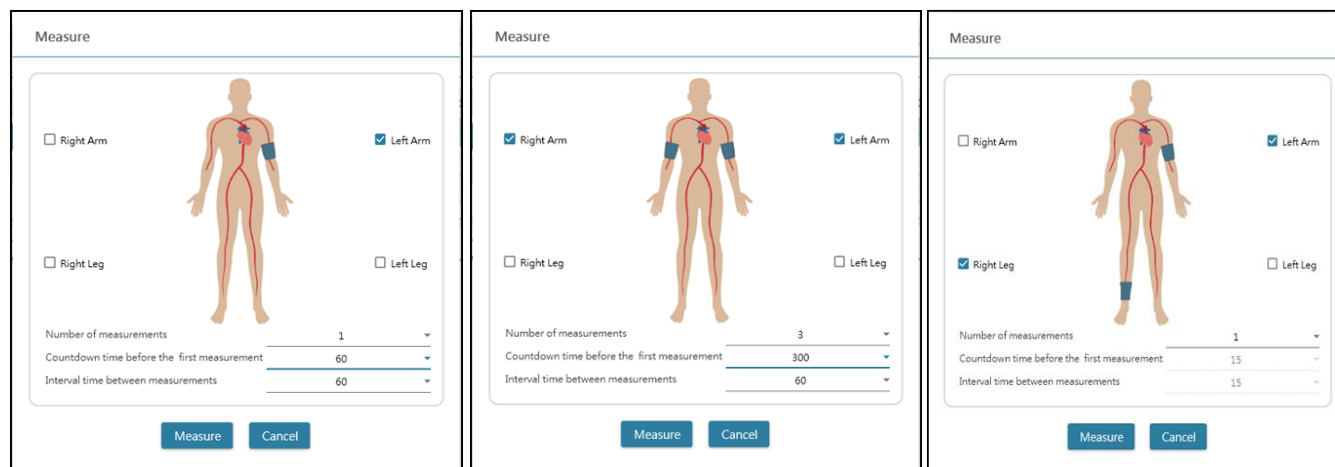 Measure
Right Arm
Left Arm
Right Leg
Left Leg
Number of measurements 1
Countdown time before the first measurement 60
Interval time between measurements 60
Measure Cancel
Measure
Right Arm
Left Arm
Right Leg
Left Leg
Number of measurements 3
Countdown time before the first measurement 300
Interval time between measurements 60
Measure Cancel
Measure
Right Arm
Left Arm
Right Leg
Left Leg
Number of measurements 1
Countdown time before the first measurement 15
Interval time between measurements 15
Measure Cancel